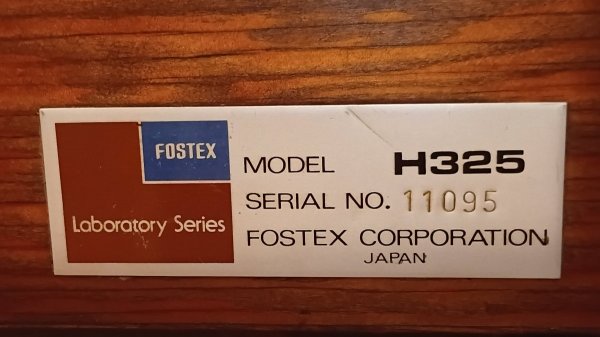 FOSTEX
Laboratory Series
MODEL H325
SERIAL NO. 11095
FOSTEX CORPORATION
JAPAN